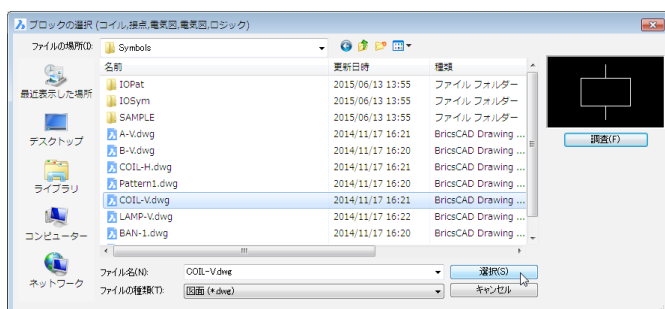 ブロックの選択 (コイル,接点,電気図,電気図,ロジック)
ファイルの場所(I):
Symbols
名前 更新日時 種類
IOPat 2015/06/13 13:55 ファイル フォルダー
IOSym 2015/06/13 13:55 ファイル フォルダー
SAMPLE 2015/06/13 13:55 ファイル フォルダー
A-V.dwg 2014/11/17 16:21 BricsCAD Drawing ...
B-V.dwg 2014/11/17 16:20 BricsCAD Drawing ...
COIL-H.dwg 2014/11/17 16:21 BricsCAD Drawing ...
Pattern1.dwg 2014/11/17 16:20 BricsCAD Drawing ...
COIL-V.dwg 2014/11/17 16:21 BricsCAD Drawing ...
LAMP-V.dwg 2014/11/17 16:22 BricsCAD Drawing ...
BAN-1.dwg 2014/11/17 16:20 BricsCAD Drawing ...
最近表示した場所
デスクトップ
ライブラリ
コンピューター
ネットワーク
調査(F)
ファイル名(N): COIL-V.dwg 選択(S)
ファイルの種類(T): 図面 (*.dwg) キャンセル